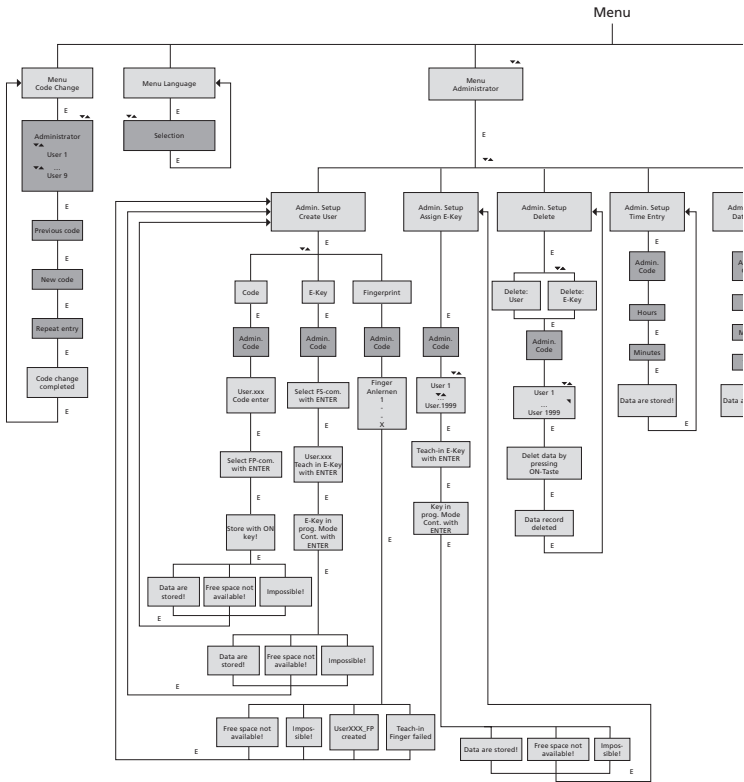 Menu
Menu
Code Change
Menu Language
Menu
Administrator
E
E
E
Administrator
User 1
...
User 9
Selection
E
E
Previous code
E
New code
E
Repeat entry
E
Code change
completed
E
Admin. Setup
Create User
Admin. Setup
Assign E-Key
Admin. Setup
Delete
Admin. Setup
Time Entry
E
E
E
E
Code
E-Key
Fingerprint
E
E
E
Admin.
Code
Admin.
Code
Admin.
Code
E
E
E
User.xxx
Code enter
E
Select FP-com.
with ENTER
E
Store with ON
key!
E
Data are
stored!
Free space not
available!
Impossible!
E
Select FS-com.
with ENTER
E
User.xxx
Teach in E-Key
with ENTER
E
E-Key in
prog. Mode
Cont. with
ENTER
E
Data are
stored!
Free space not
available!
Impossible!
E
Finger
Anlernen
1
-
-
X
E
Free space not
available!
Impos-
sible!
UserXXX_FP
created
Teach-in
Finger failed
E
Admin.
Code
E
User 1
...
User.1999
E
Teach-in E-Key
with ENTER
E
Key in
prog. Mode
Cont. with
ENTER
E
Data are stored!
Free space not
available!
Impos-
sible!
E
Delete:
User
Delete:
E-Key
E
Admin.
Code
E
User 1
...
User 1999
E
Delet data by
pressing
ON-Taste
E
Data record
deleted
E
Admin.
Code
E
Hours
E
Minutes
E
Data are stored!
E